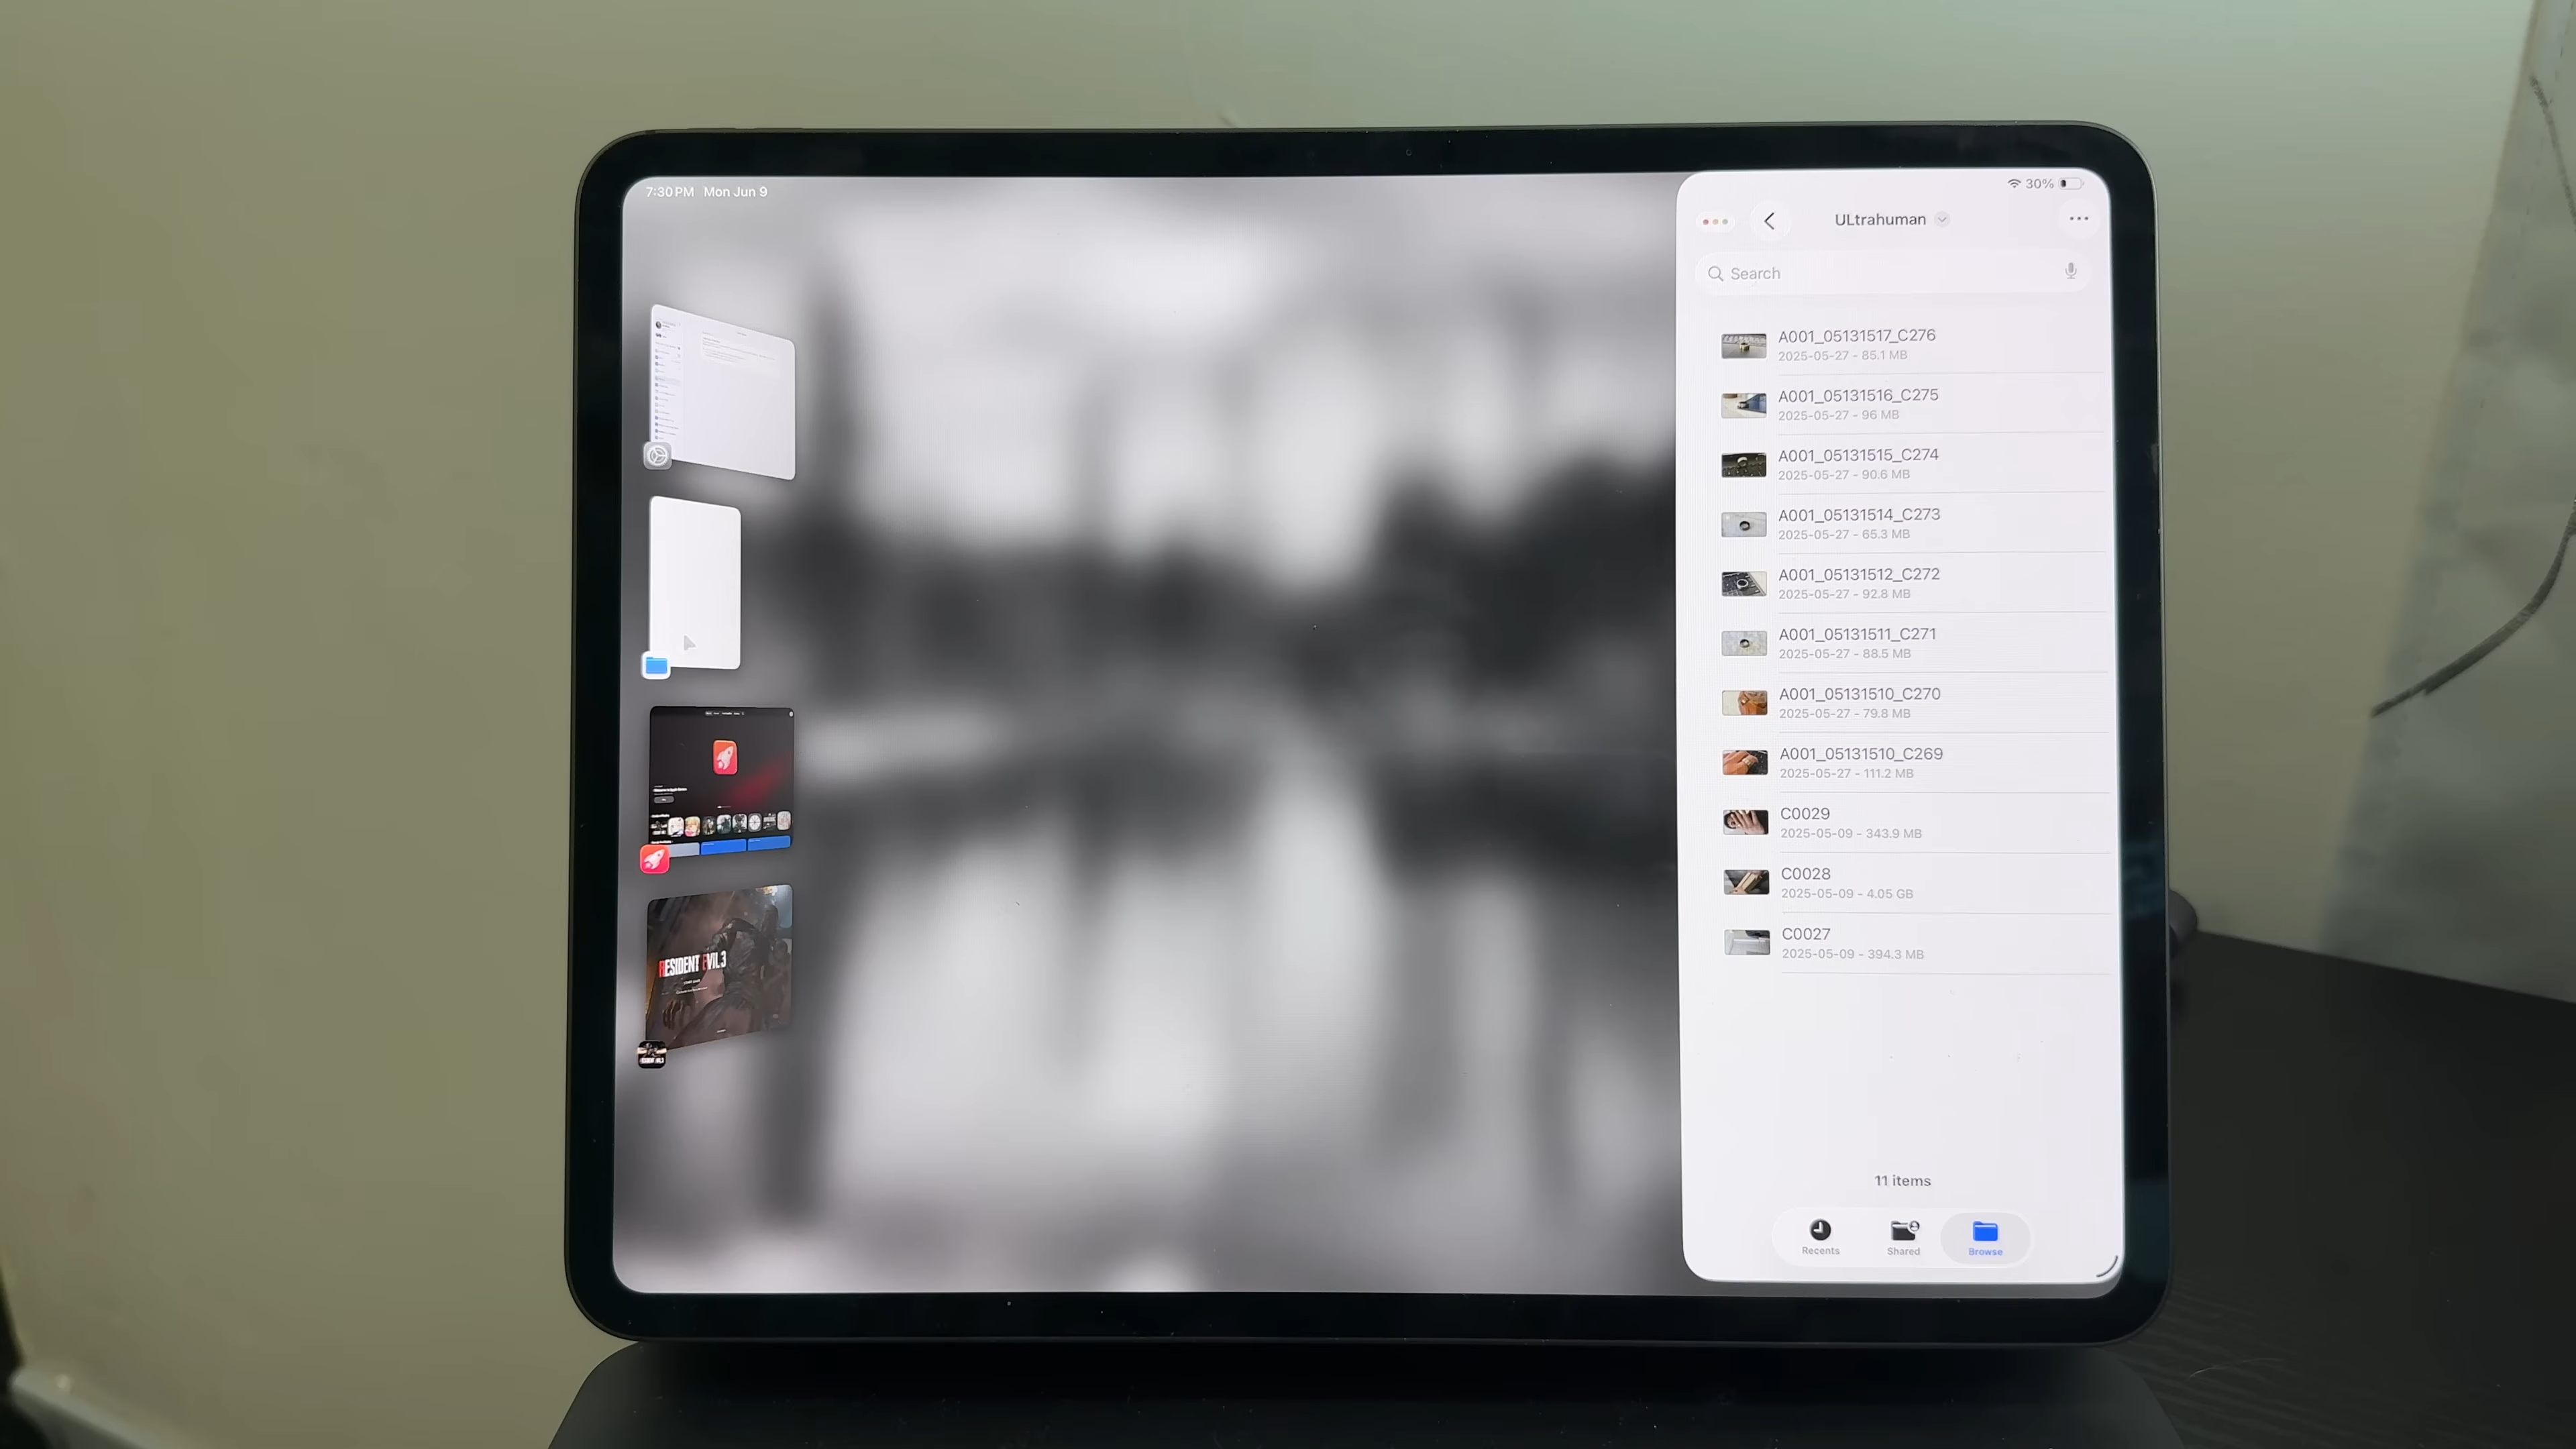 7:30 PM Mon Jun 9
30%
ULtrahuman
Search
A001_05131517_C276
2025-05-27 - 85.1 MB
A001_05131516_C275
2025-05-27 - 96 MB
A001_05131515_C274
2025-05-27 - 90.6 MB
A001_05131514_C273
2025-05-27 - 65.3 MB
A001_05131512_C272
2025-05-27 - 92.8 MB
A001_05131511_C271
2025-05-27 - 88.5 MB
A001_05131510_C270
2025-05-27 - 79.8 MB
A001_05131510_C269
2025-05-27 - 111.2 MB
C0029
2025-05-09 - 343.9 MB
C0028
2025-05-09 - 4.05 GB
C0027
2025-05-09 - 394.3 MB
11 items
Recents
Shared
Browse
RESIDENT EVIL 3